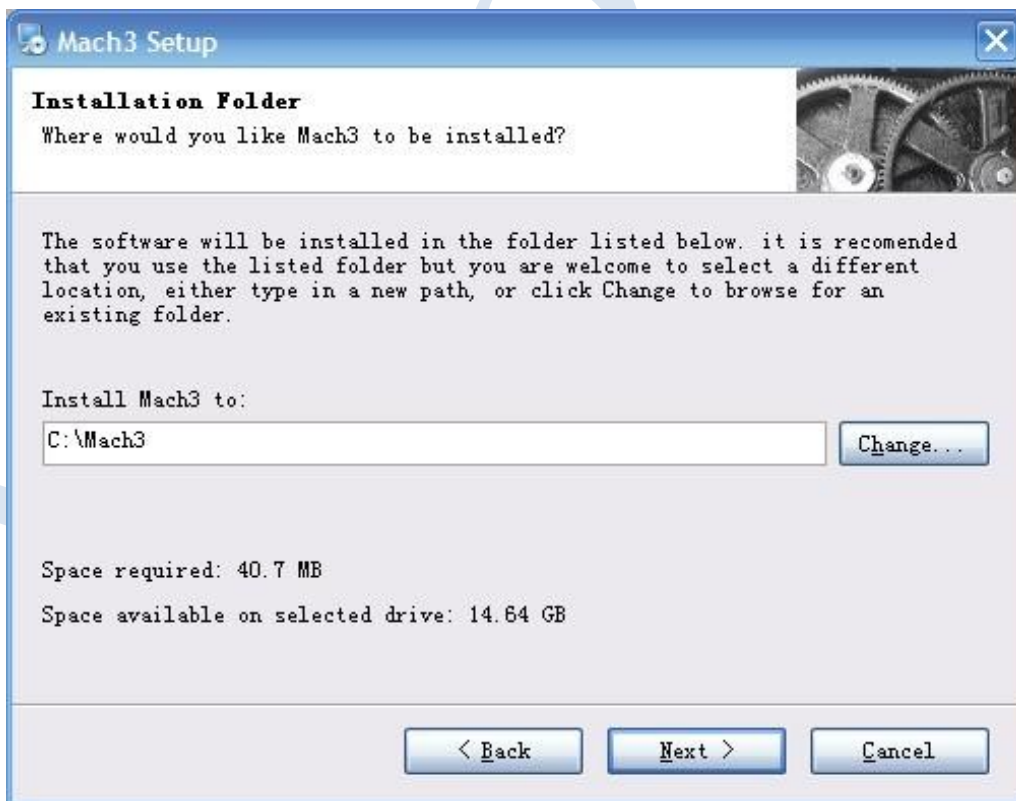 Mach3 Setup
Installation Folder
Where would you like Mach3 to be installed?
The software will be installed in the folder listed below. it is recomended
that you use the listed folder but you are welcome to select a different
location, either type in a new path, or click Change to browse for an
existing folder.
Install Mach3 to:
C:\Mach3
Change...
Space required: 40.7 MB
Space available on selected drive: 14.64 GB
< Back
Next >
Cancel